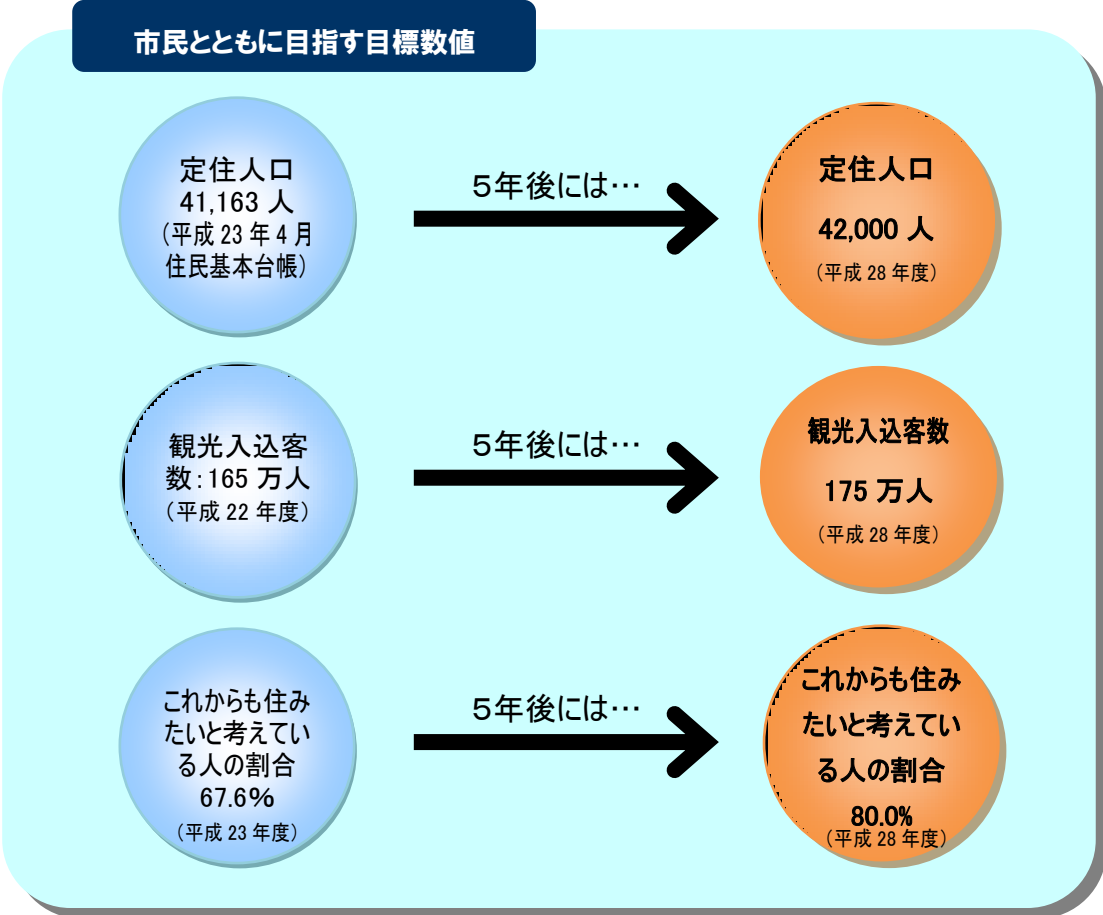 市民とともに目指す目標数値
定住人口
41,163 人
（平成 23 年 4 月
住民基本台帳）
５年後には…
定住人口
42,000 人
（平成 28 年度）
観光入込客
数：165 万人
（平成 22 年度）
５年後には…
観光入込客数
175 万人
（平成 28 年度）
これからも住み
たいと考えてい
る人の割合
67.6％
（平成 23 年度）
５年後には…
これからも住み
たいと考えてい
る人の割合
80.0%
（平成 28 年度）